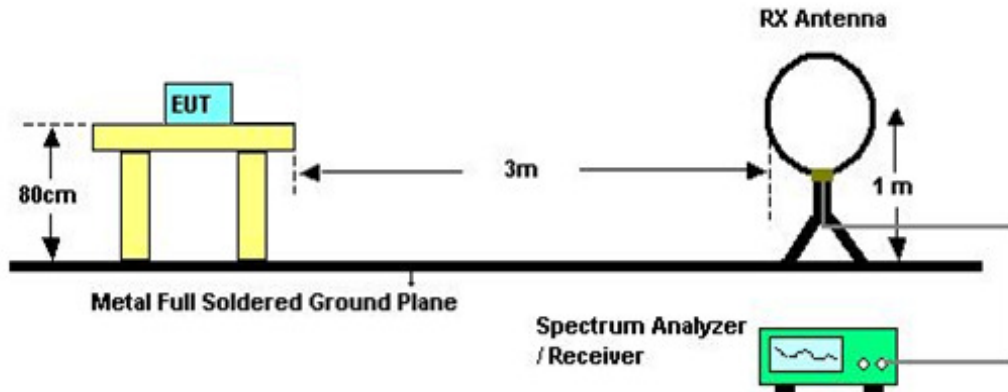 RX Antenna
EUT
3m
80cm
1 m
Metal Full Soldered Ground Plane
Spectrum Analyzer
/ Receiver